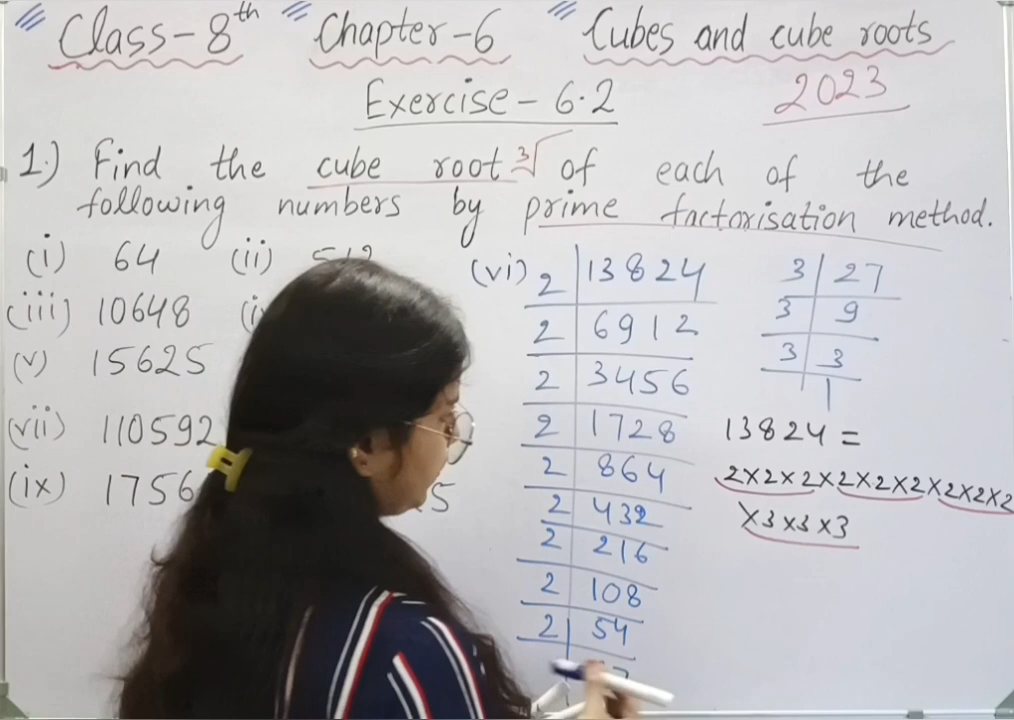 Class-8th Chapter-6 Cubes and cube roots
Exercise-6.2 2023
1.) Find the cube root ∛ of each of the
following numbers by prime factorisation method.
(i) 64 (ii)
(iii) 10648
(v) 15625
(vii) 110592
(ix) 1756
(vi) 2 | 13824
2 | 6912
2 | 3456
2 | 1728
2 | 864
2 | 432
2 | 216
2 | 108
2 | 54
3 | 27
3 | 9
3 | 3
1
13824 =
2×2×2×2×2×2×2×2×2
×3×3×3